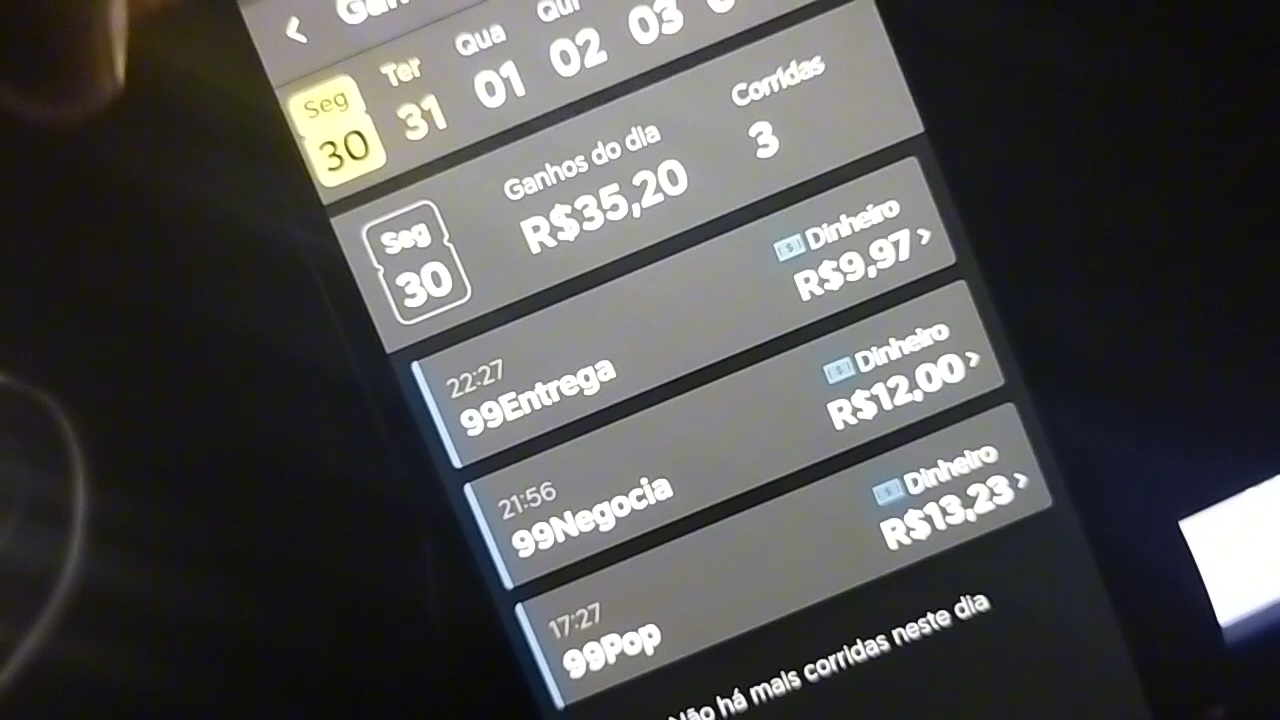 Seg Ter Qua Qui
30 31 01 02 03
Seg
30
Ganhos do dia
R$35,20
Corridas
3
22:27
99Entrega
Dinheiro
R$9,97
21:56
99Negocia
Dinheiro
R$12,00
17:27
99Pop
Dinheiro
R$13,23
Não há mais corridas neste dia